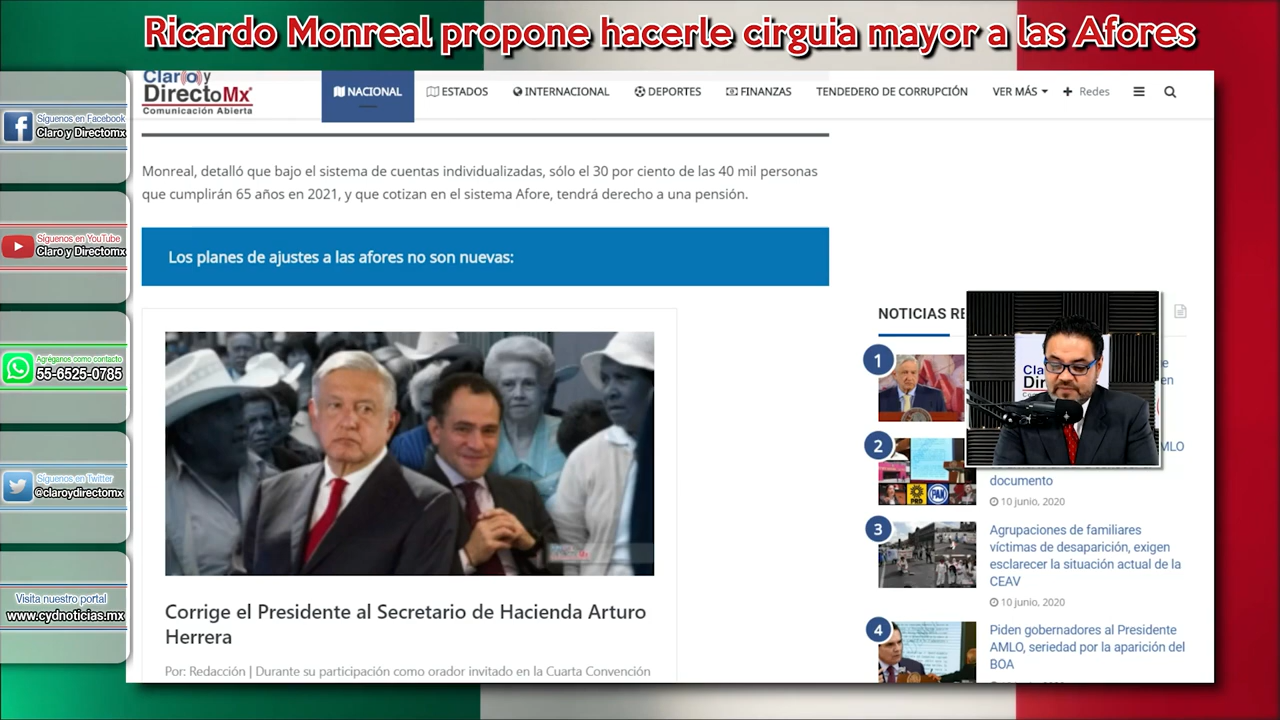 Ricardo Monreal propone hacerle cirguia mayor a las Afores
Claro y
DirectoMx
Comunicación Abierta
NACIONAL
ESTADOS
INTERNACIONAL
DEPORTES
FINANZAS
TENDEDERO DE CORRUPCIÓN
VER MÁS
Redes
Síguenos en Facebook
Claro y Directomx
Síguenos en YouTube
Claro y Directomx
Agréganos como contacto
55-6525-0785
Síguenos en Twitter
@claroydirectomx
Visita nuestro portal
www.cydnoticias.mx
Monreal, detalló que bajo el sistema de cuentas individualizadas, sólo el 30 por ciento de las 40 mil personas
que cumplirán 65 años en 2021, y que cotizan en el sistema Afore, tendrá derecho a una pensión.
Los planes de ajustes a las afores no son nuevas:
Corrige el Presidente al Secretario de Hacienda Arturo
Herrera
Por: Redacción | Durante su participación como orador invitado en la Cuarta Convención
NOTICIAS RE
1
e
en
2
PRD
PAN
AMLO
documento
10 junio, 2020
3
Agrupaciones de familiares
víctimas de desaparición, exigen
esclarecer la situación actual de la
CEAV
10 junio, 2020
4
Piden gobernadores al Presidente
AMLO, seriedad por la aparición del
BOA